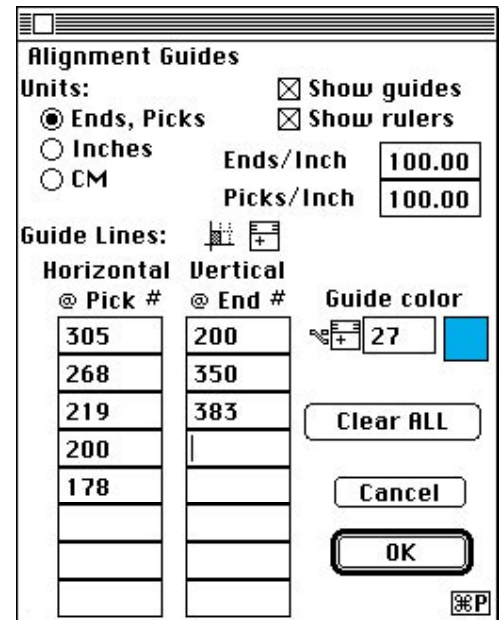 Alignment Guides
Units:
Show guides
Ends, Picks
Show rulers
Inches
CM
Ends/Inch 100.00
Picks/Inch 100.00
Guide Lines:
Horizontal Vertical
@ Pick # @ End # Guide color
305 200 27
268 350
219 383
Clear ALL
200
178
Cancel
OK
⌘P